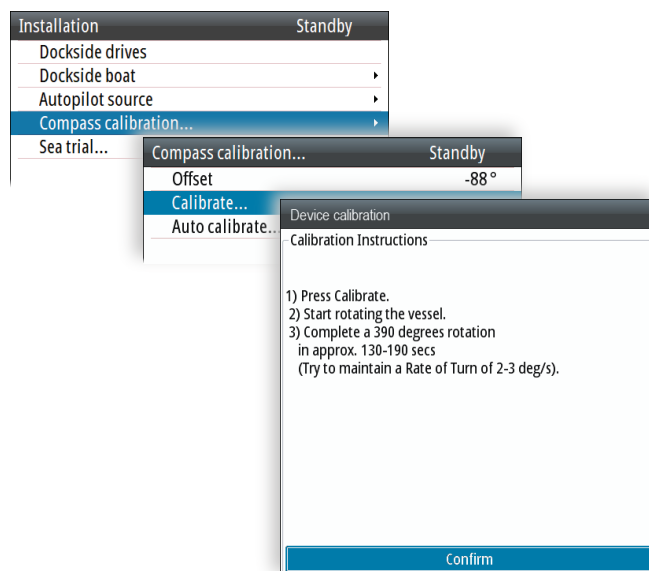 Installation Standby
Dockside drives
Dockside boat
Autopilot source
Compass calibration...
Sea trial...
Compass calibration... Standby
Offset -88°
Calibrate...
Auto calibrate...
Device calibration
Calibration Instructions
1) Press Calibrate.
2) Start rotating the vessel.
3) Complete a 390 degrees rotation
in approx. 130-190 secs
(Try to maintain a Rate of Turn of 2-3 deg/s).
Confirm